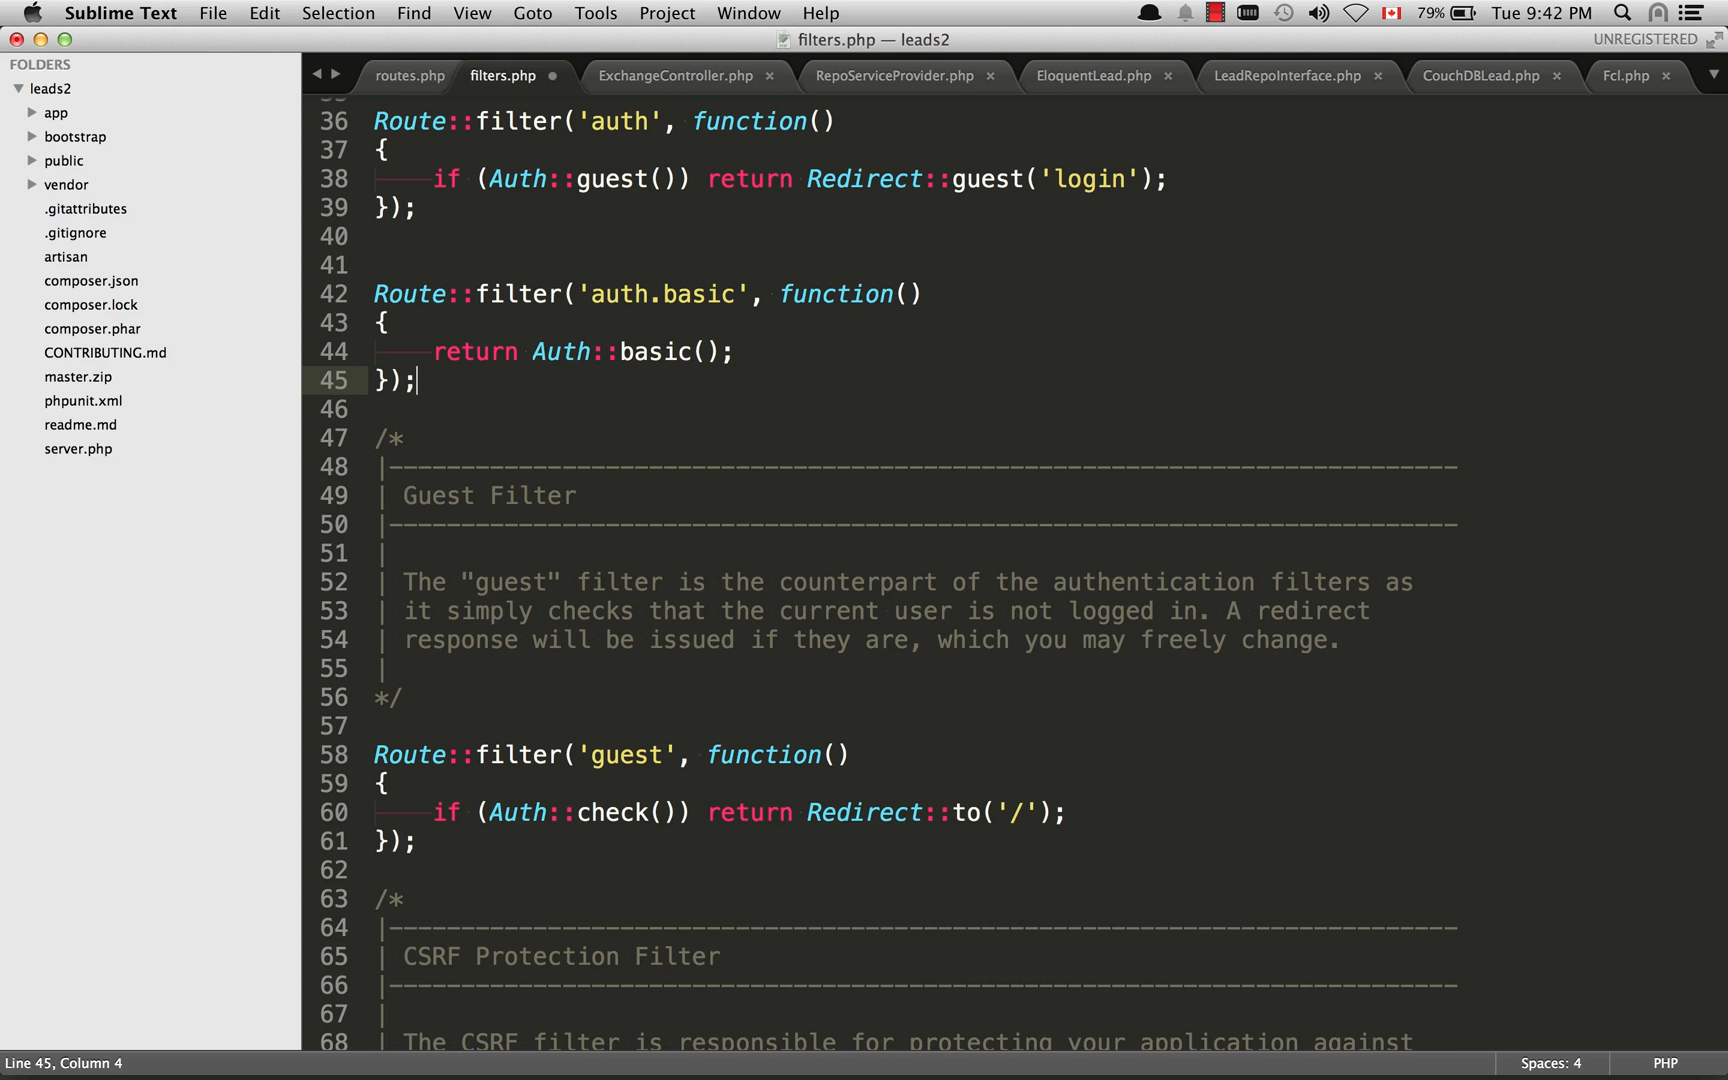 Sublime Text File Edit Selection Find View Goto Tools Project Window Help 79% Tue 9:42 PM
filters.php — leads2 UNREGISTERED
FOLDERS
leads2
app
bootstrap
public
vendor
.gitattributes
.gitignore
artisan
composer.json
composer.lock
composer.phar
CONTRIBUTING.md
master.zip
phpunit.xml
readme.md
server.php
routes.php filters.php ExchangeController.php RepoServiceProvider.php EloquentLead.php LeadRepoInterface.php CouchDBLead.php Fcl.php
36 Route::filter('auth', function()
37 {
38 if (Auth::guest()) return Redirect::guest('login');
39 });
40
41
42 Route::filter('auth.basic', function()
43 {
44 return Auth::basic();
45 });
46
47 /*
48 |--------------------------------------------------------------------------
49 | Guest Filter
50 |--------------------------------------------------------------------------
51 |
52 | The "guest" filter is the counterpart of the authentication filters as
53 | it simply checks that the current user is not logged in. A redirect
54 | response will be issued if they are, which you may freely change.
55 |
56 */
57
58 Route::filter('guest', function()
59 {
60 if (Auth::check()) return Redirect::to('/');
61 });
62
63 /*
64 |--------------------------------------------------------------------------
65 | CSRF Protection Filter
66 |--------------------------------------------------------------------------
67 |
68 | The CSRF filter is responsible for protecting your application against
Line 45, Column 4 Spaces: 4 PHP